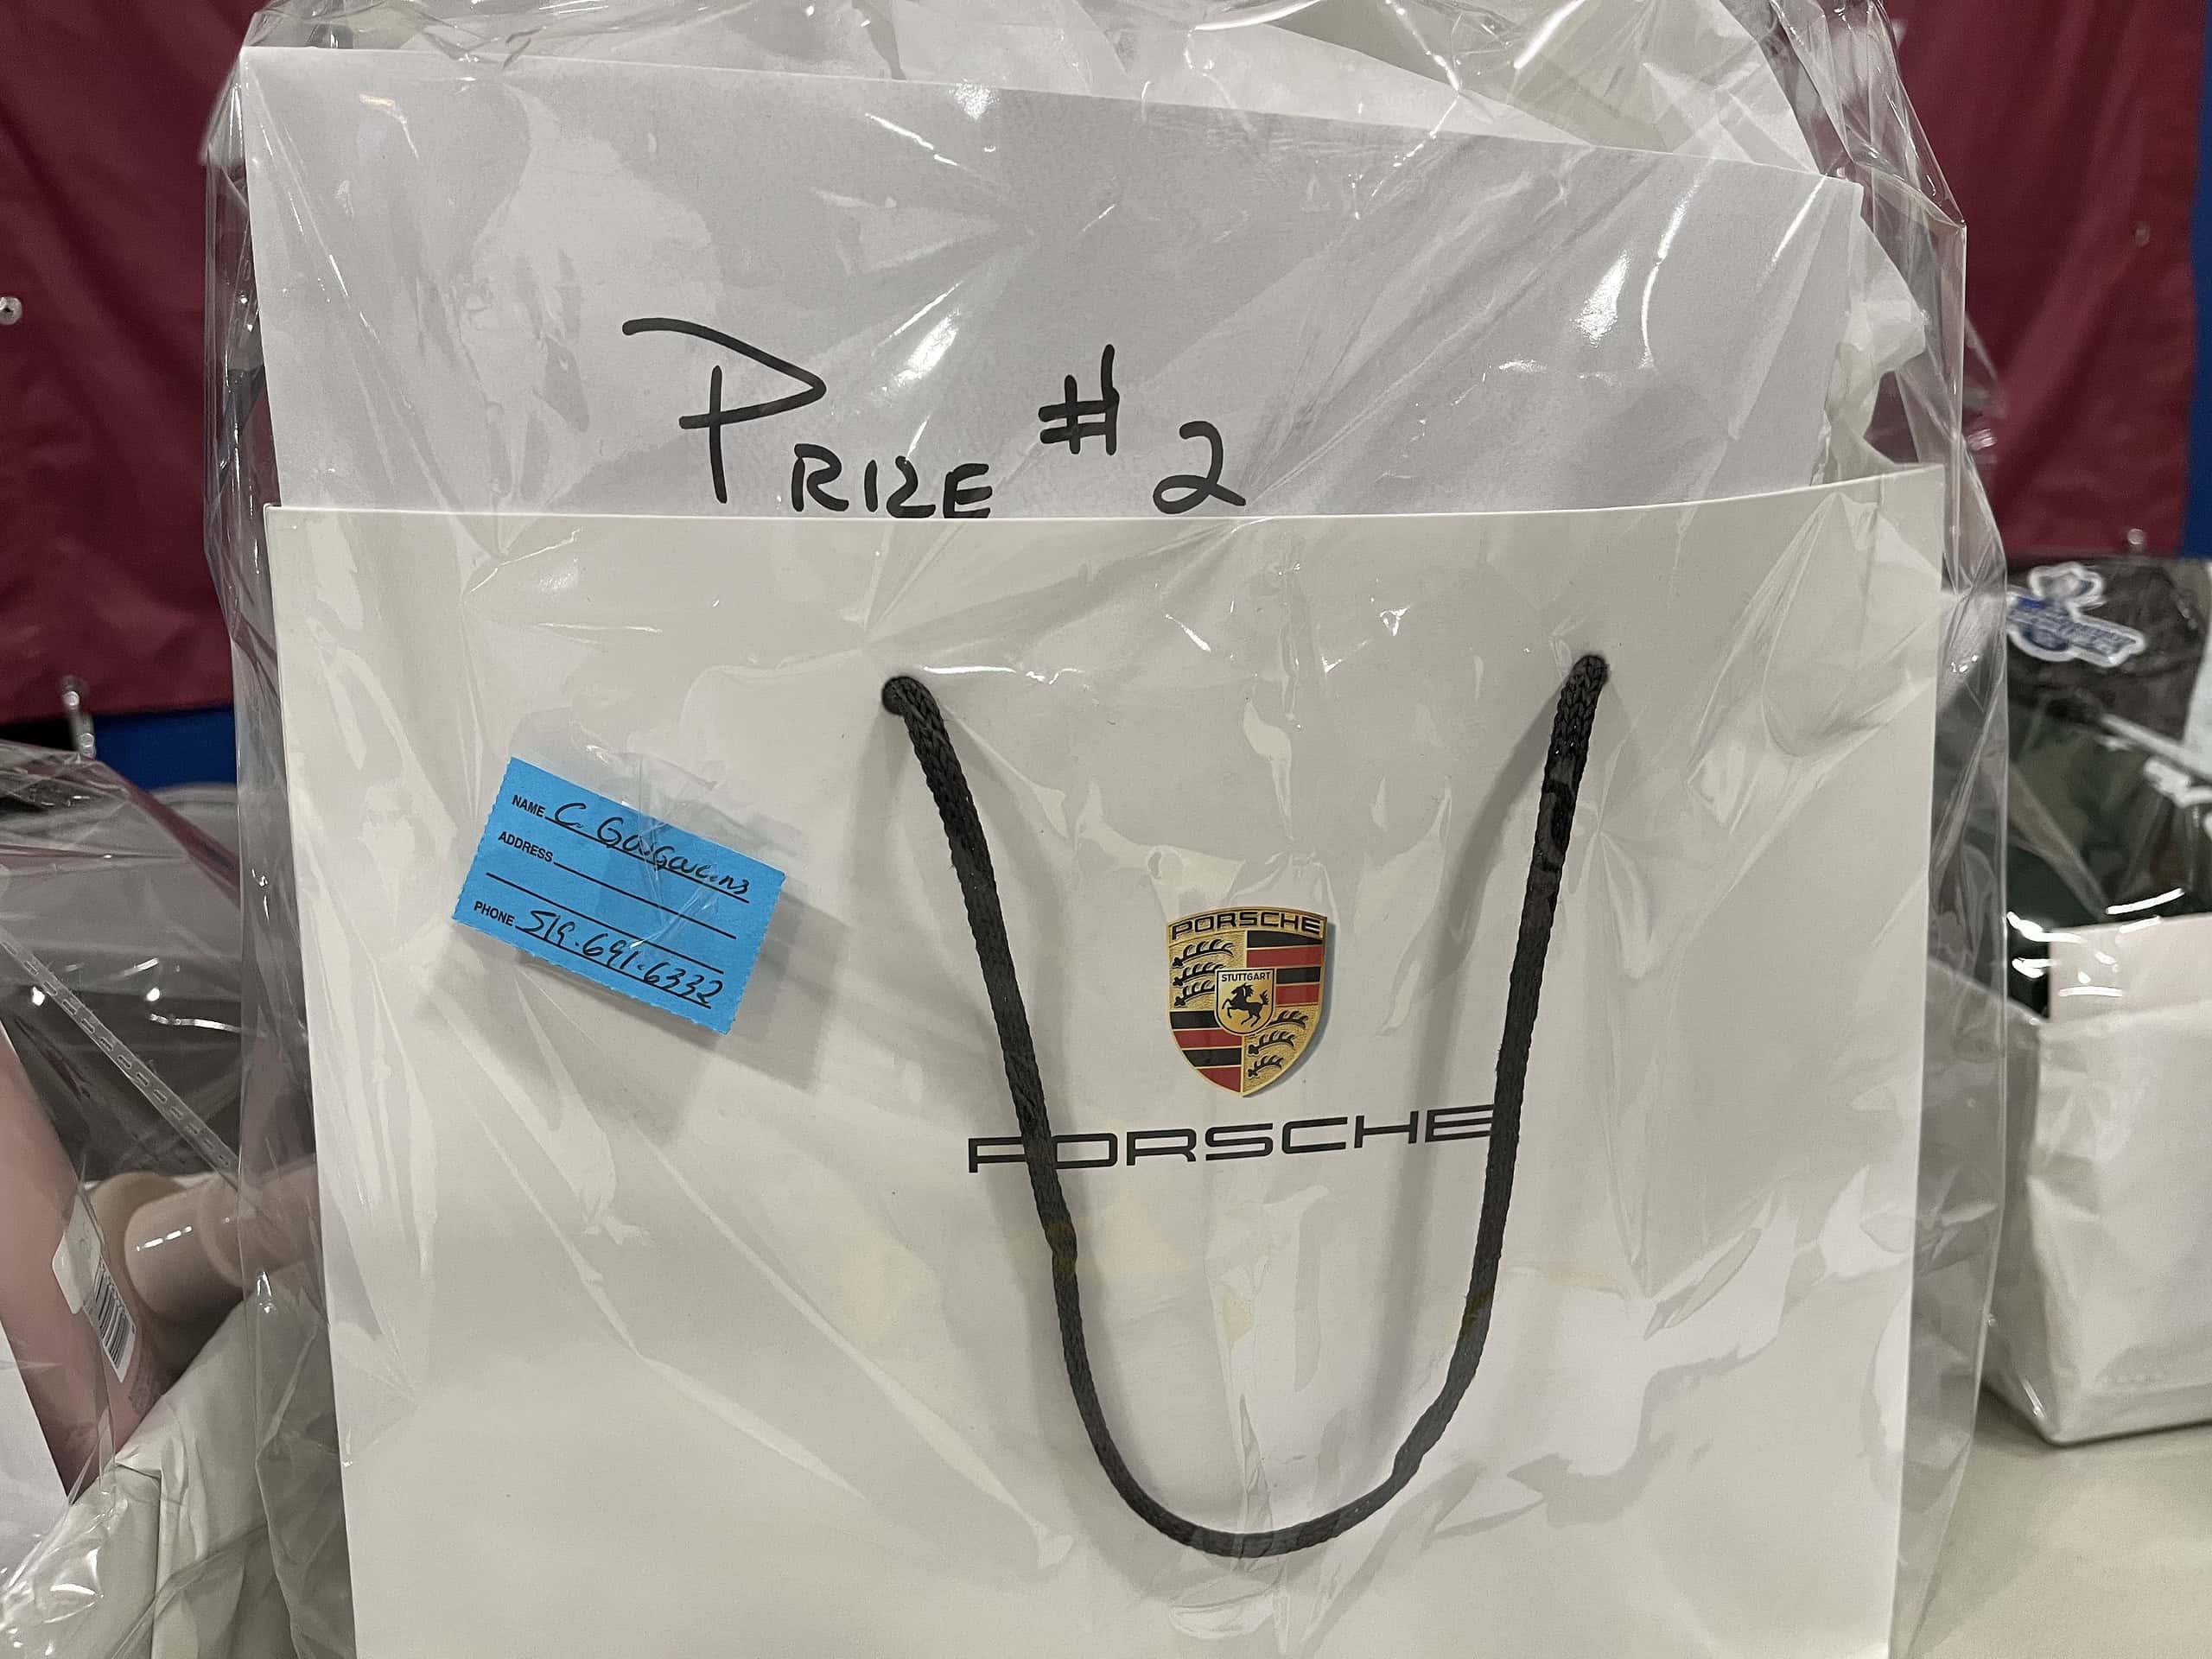 PRIZE #2
NAME C.
ADDRESS
PHONE 519.691.6332
PORSCHE
STUTTGART
PORSCHE